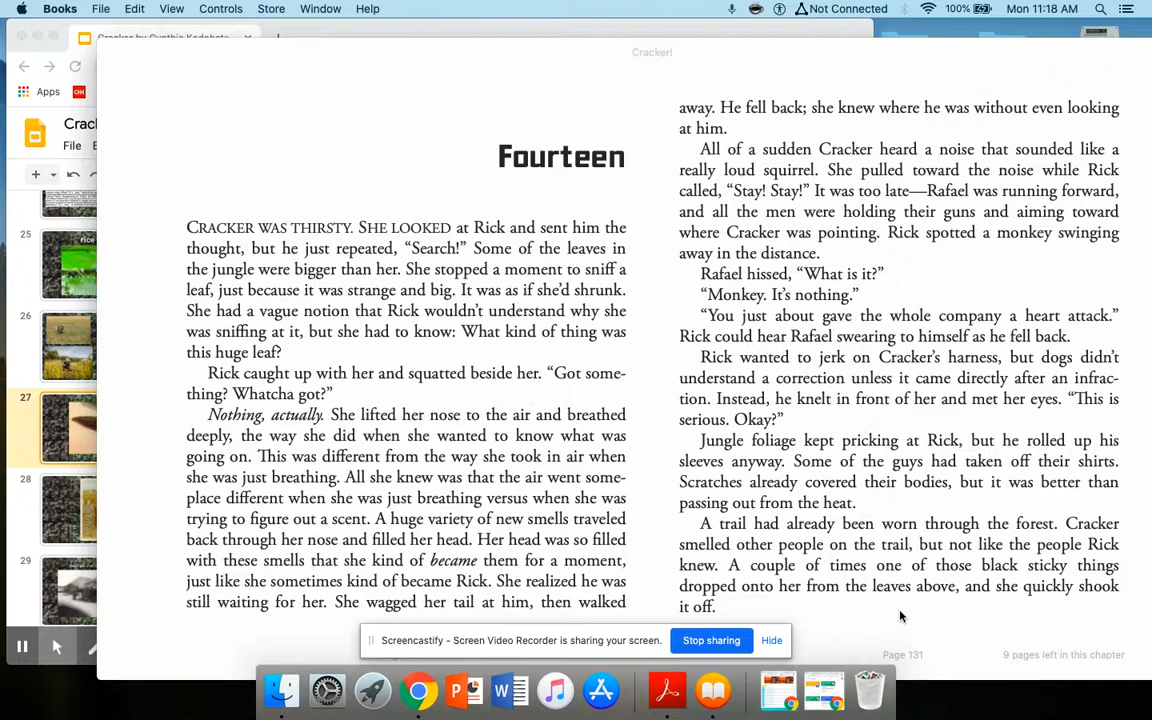 Books File Edit View Controls Store Window Help Not Connected 100% Mon 11:18 AM
Apps CNN
File
25
26
27
28
29
Cracker!
Fourteen
CRACKER WAS THIRSTY. SHE LOOKED at Rick and sent him the
thought, but he just repeated, “Search!” Some of the leaves in
the jungle were bigger than her. She stopped a moment to sniff a
leaf, just because it was strange and big. It was as if she’d shrunk.
She had a vague notion that Rick wouldn’t understand why she
was sniffing at it, but she had to know: What kind of thing was
this huge leaf?
Rick caught up with her and squatted beside her. “Got some-
thing? Whatcha got?”
Nothing, actually. She lifted her nose to the air and breathed
deeply, the way she did when she wanted to know what was
going on. This was different from the way she took in air when
she was just breathing. All she knew was that the air went some-
place different when she was just breathing versus when she was
trying to figure out a scent. A huge variety of new smells traveled
back through her nose and filled her head. Her head was so filled
with these smells that she kind of became them for a moment,
just like she sometimes kind of became Rick. She realized he was
still waiting for her. She wagged her tail at him, then walked
away. He fell back; she knew where he was without even looking
at him.
All of a sudden Cracker heard a noise that sounded like a
really loud squirrel. She pulled toward the noise while Rick
called, “Stay! Stay!” It was too late—Rafael was running forward,
and all the men were holding their guns and aiming toward
where Cracker was pointing. Rick spotted a monkey swinging
away in the distance.
Rafael hissed, “What is it?”
“Monkey. It’s nothing.”
“You just about gave the whole company a heart attack.”
Rick could hear Rafael swearing to himself as he fell back.
Rick wanted to jerk on Cracker’s harness, but dogs didn’t
understand a correction unless it came directly after an infrac-
tion. Instead, he knelt in front of her and met her eyes. “This is
serious. Okay?”
Jungle foliage kept pricking at Rick, but he rolled up his
sleeves anyway. Some of the guys had taken off their shirts.
Scratches already covered their bodies, but it was better than
passing out from the heat.
A trail had already been worn through the forest. Cracker
smelled other people on the trail, but not like the people Rick
knew. A couple of times one of those black sticky things
dropped onto her from the leaves above, and she quickly shook
it off.
Page 131 9 pages left in this chapter
Screencastify - Screen Video Recorder is sharing your screen. Stop sharing Hide